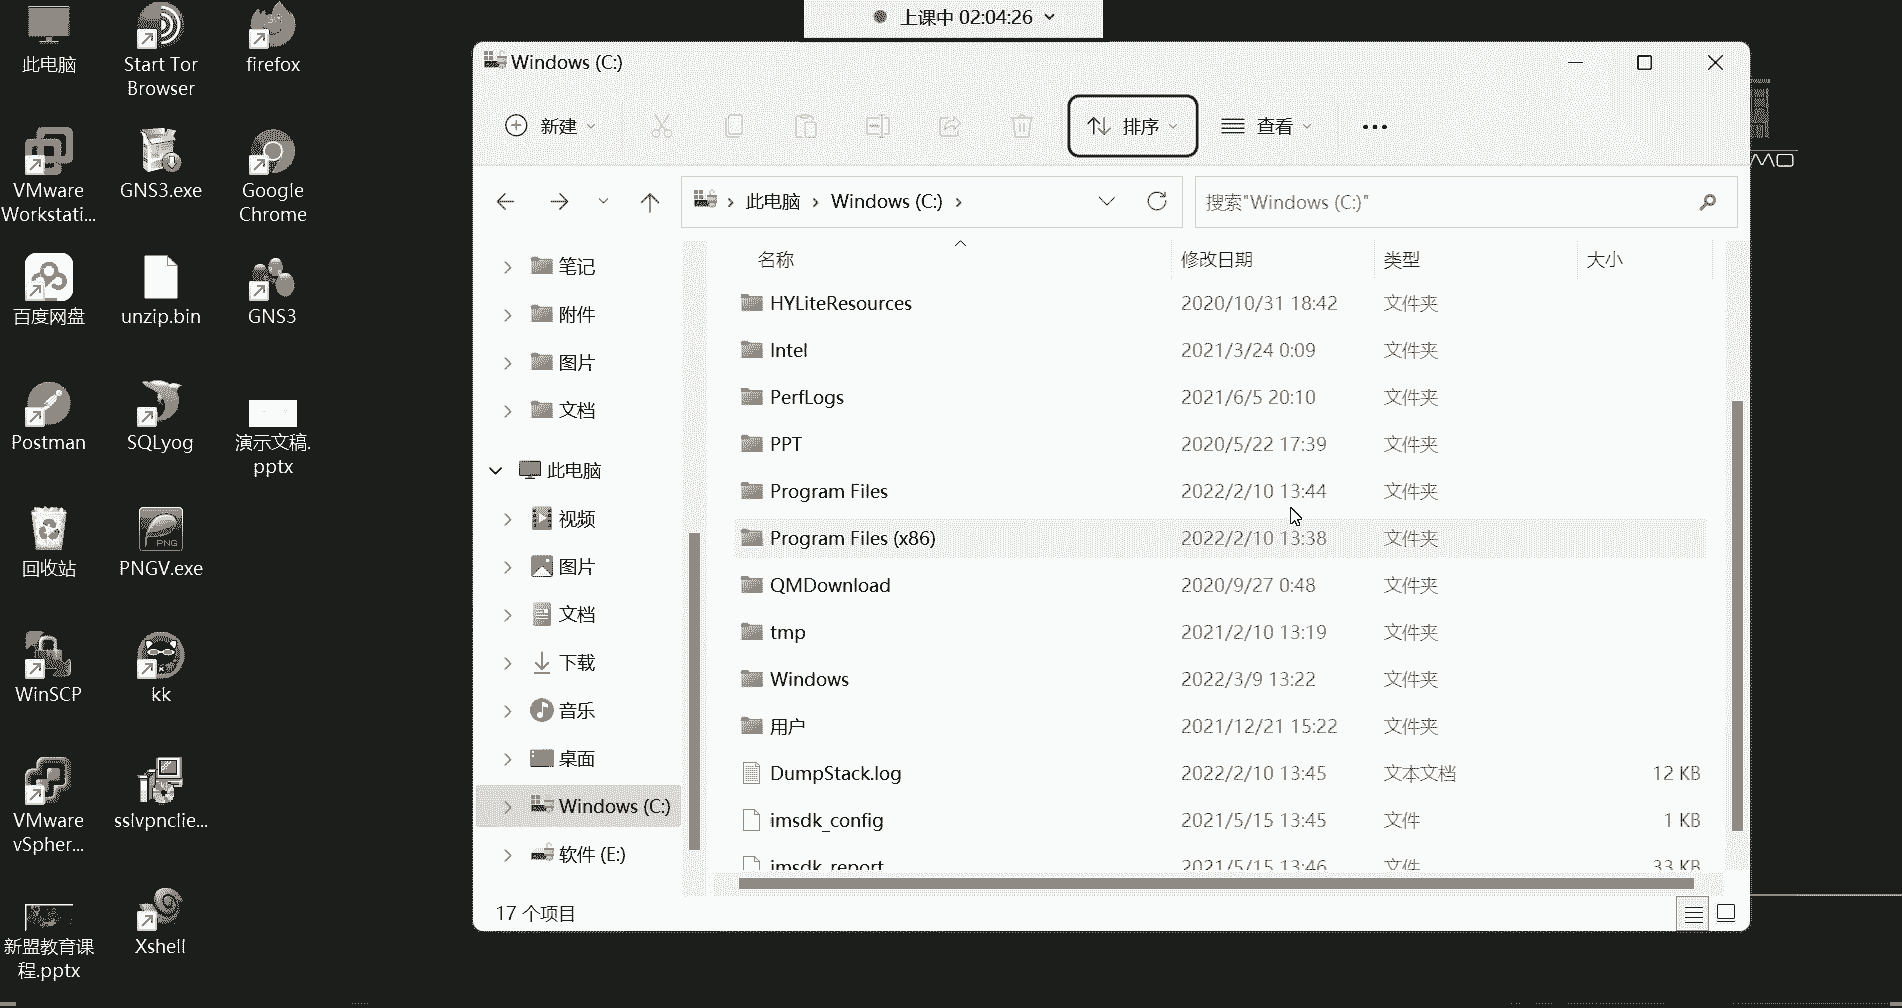 上课中 02:04:26
此电脑
Start Tor
Browser
firefox
VMware
Workstati...
GNS3.exe
Google
Chrome
百度网盘
unzip.bin
GNS3
Postman
SQLyog
演示文稿.
pptx
回收站
PNG
PNGV.exe
WinSCP
kk
VMware
vSpher...
sslvpnclie...
新盟教育课
程.pptx
Xshell
Windows (C:)
新建
排序
查看
此电脑 Windows (C:)
搜索"Windows (C:)"
笔记
附件
图片
文档
此电脑
视频
图片
文档
下载
音乐
桌面
Windows (C:)
软件 (E:)
名称 修改日期 类型 大小
HYLiteResources 2020/10/31 18:42 文件夹
Intel 2021/3/24 0:09 文件夹
PerfLogs 2021/6/5 20:10 文件夹
PPT 2020/5/22 17:39 文件夹
Program Files 2022/2/10 13:44 文件夹
Program Files (x86) 2022/2/10 13:38 文件夹
QMDownload 2020/9/27 0:48 文件夹
tmp 2021/2/10 13:19 文件夹
Windows 2022/3/9 13:22 文件夹
用户 2021/12/21 15:22 文件夹
DumpStack.log 2022/2/10 13:45 文本文档 12 KB
imsdk_config 2021/5/15 13:45 文件 1 KB
imsdk_report 2021/5/15 13:46 文件 33 KB
17 个项目